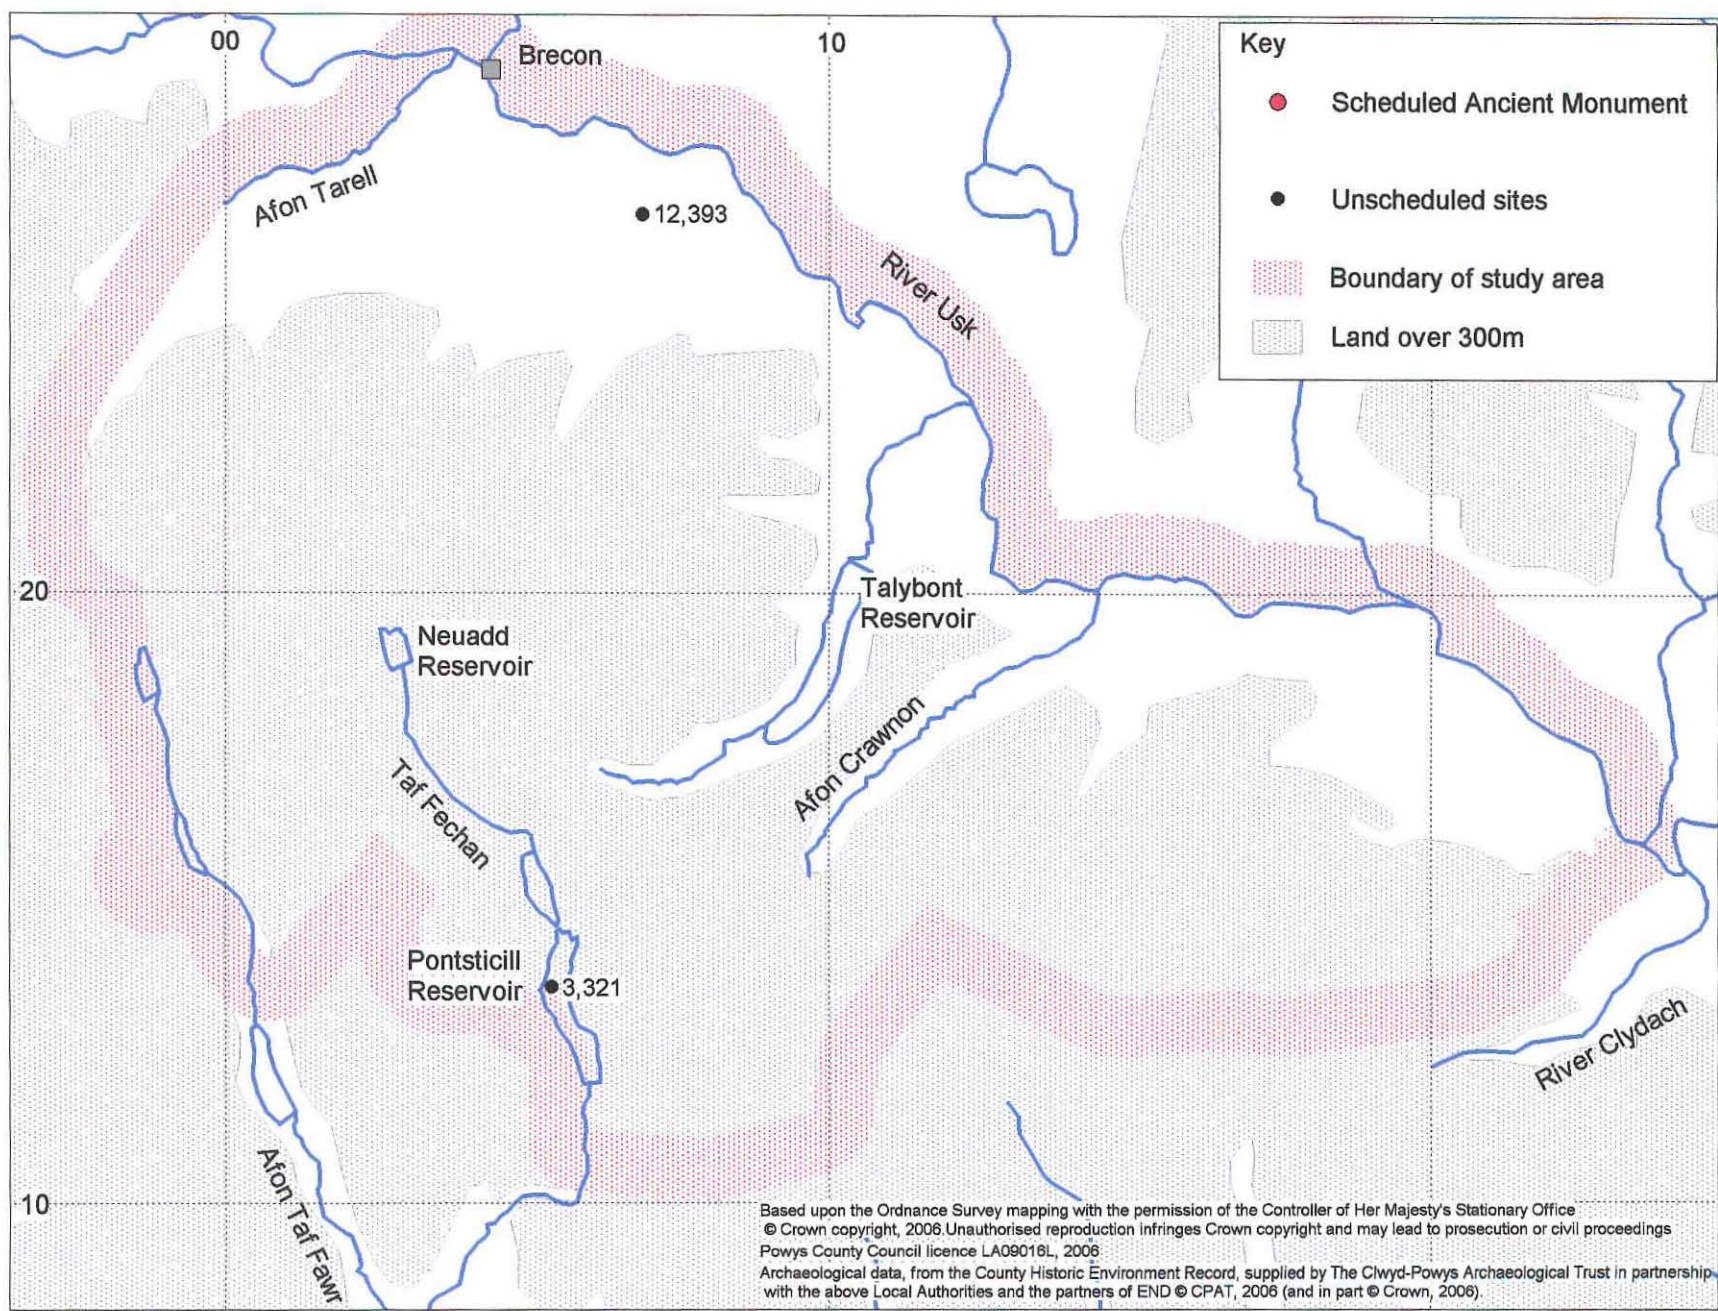 00
10
Brecon
Key
Scheduled Ancient Monument
Unscheduled sites
Boundary of study area
Land over 300m
Afon Tarell
12,393
River Usk
20
Talybont
Reservoir
Neuadd
Reservoir
Afon Crawnon
Taf Fechan
Pontsticill
Reservoir
3,321
River Clydach
Afon Taf Fawr
10
Based upon the Ordnance Survey mapping with the permission of the Controller of Her Majesty's Stationary Office
© Crown copyright, 2006.Unauthorised reproduction infringes Crown copyright and may lead to prosecution or civil proceedings
Powys County Council licence LA09016L, 2006
Archaeological data, from the County Historic Environment Record, supplied by The Clwyd-Powys Archaeological Trust in partnership
with the above Local Authorities and the partners of END © CPAT, 2006 (and in part © Crown, 2006).